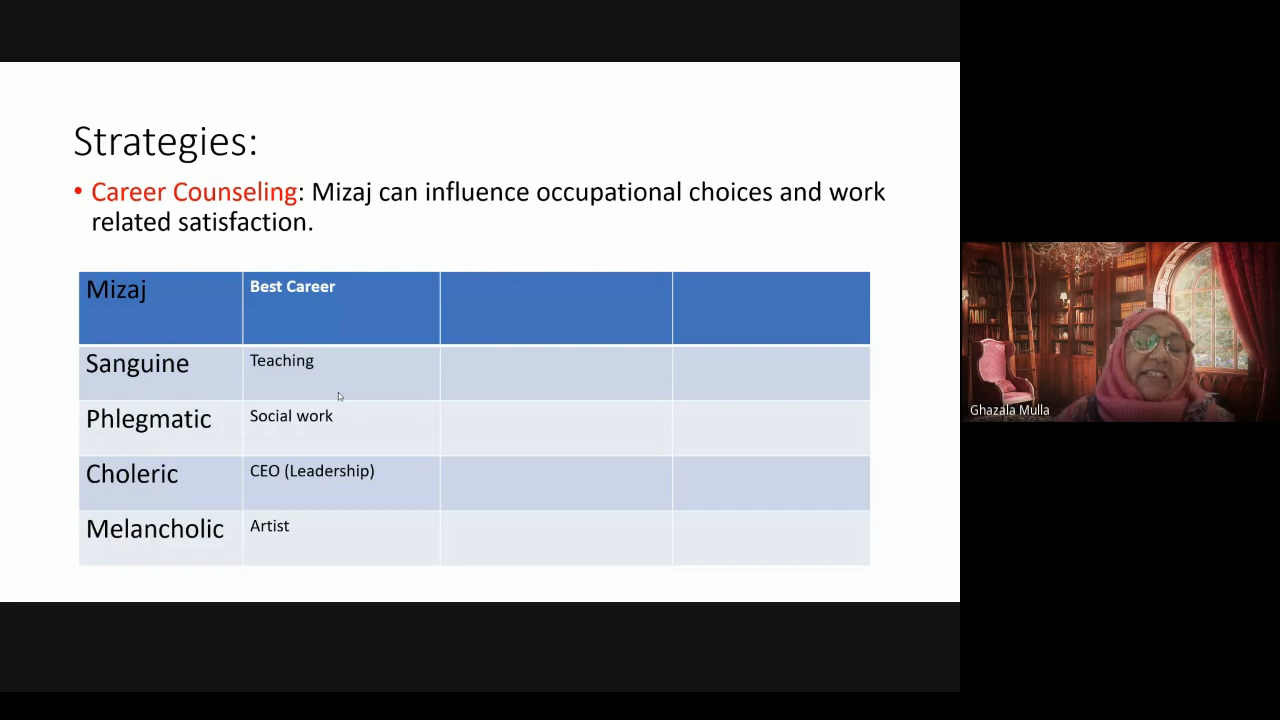 Strategies:
• Career Counseling: Mizaj can influence occupational choices and work
related satisfaction.
Mizaj Best Career
Sanguine Teaching
Phlegmatic Social work
Choleric CEO (Leadership)
Melancholic Artist
Ghazala Mulla